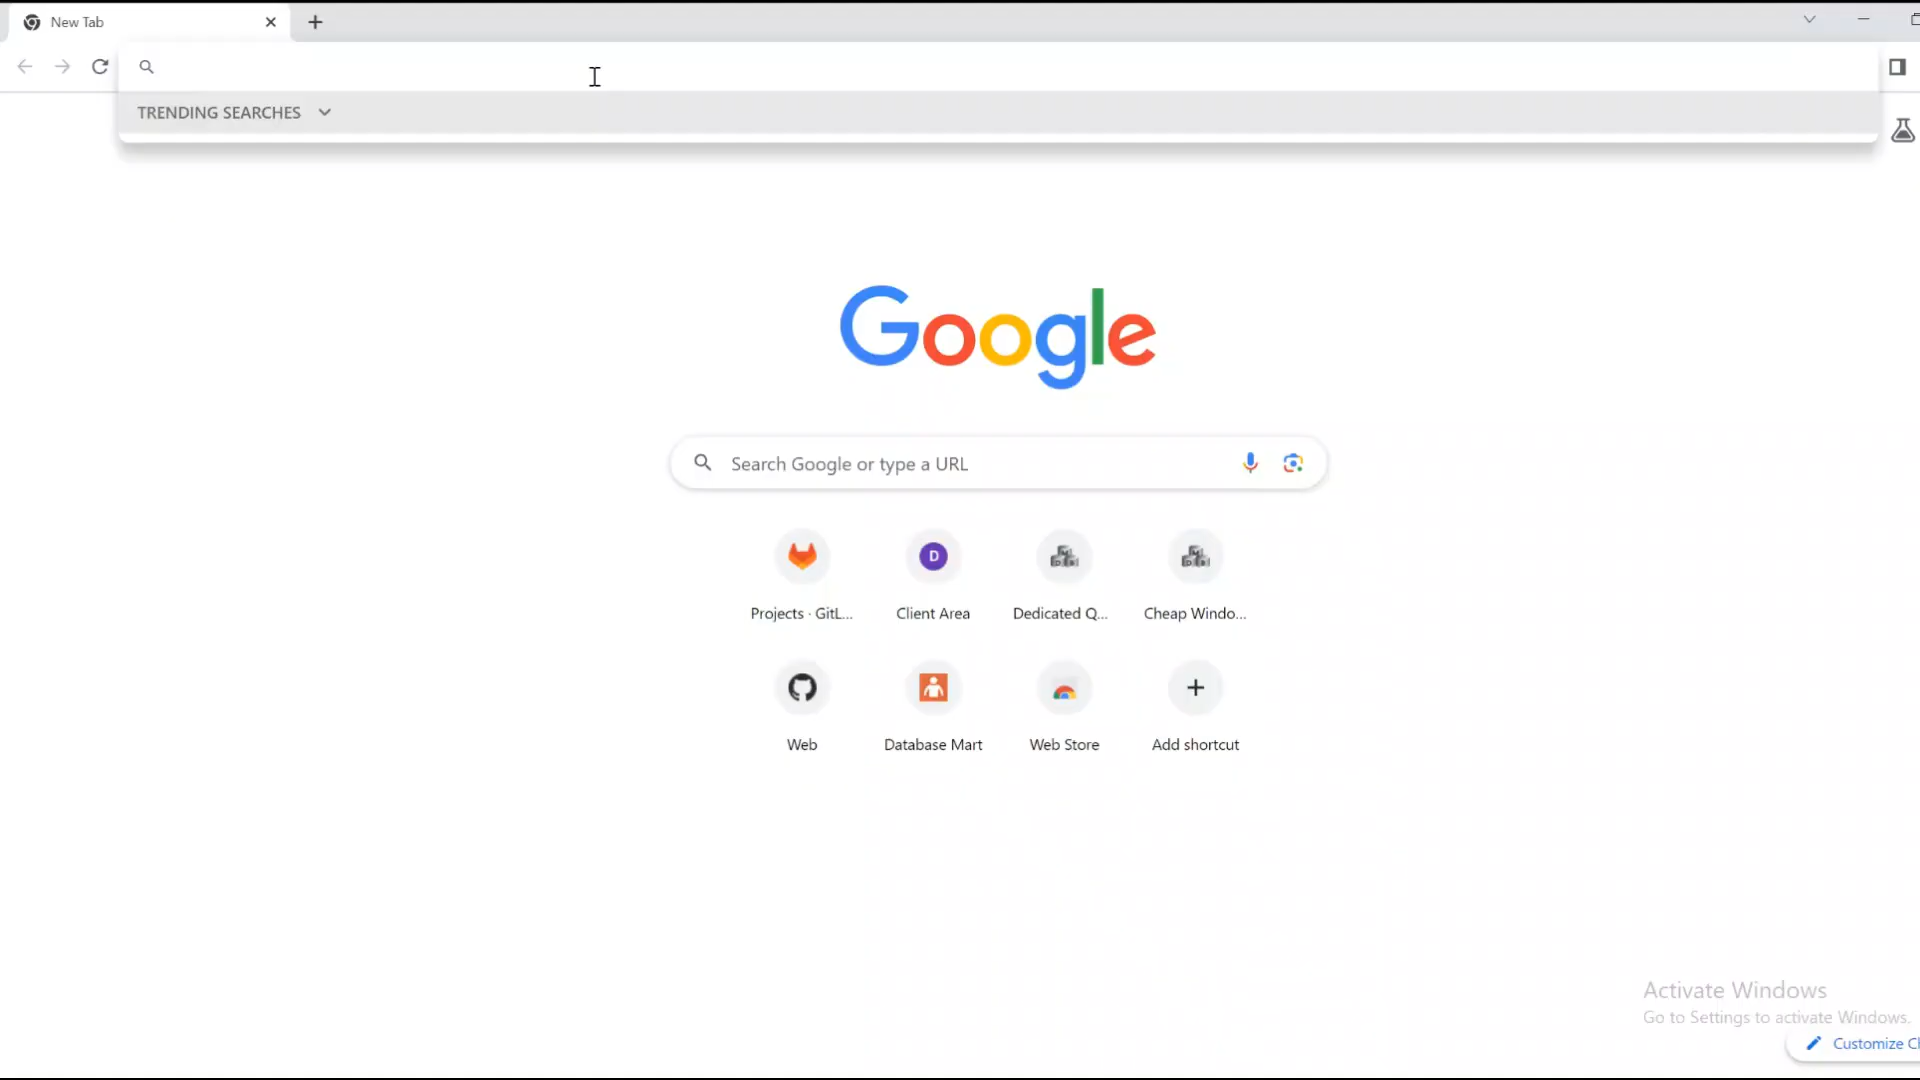 New Tab
TRENDING SEARCHES
Google
Search Google or type a URL
Projects · GitL... Client Area Dedicated Q... Cheap Windo...
D
Web Database Mart Web Store Add shortcut
Activate Windows
Go to Settings to activate Windows.
Customize Ch